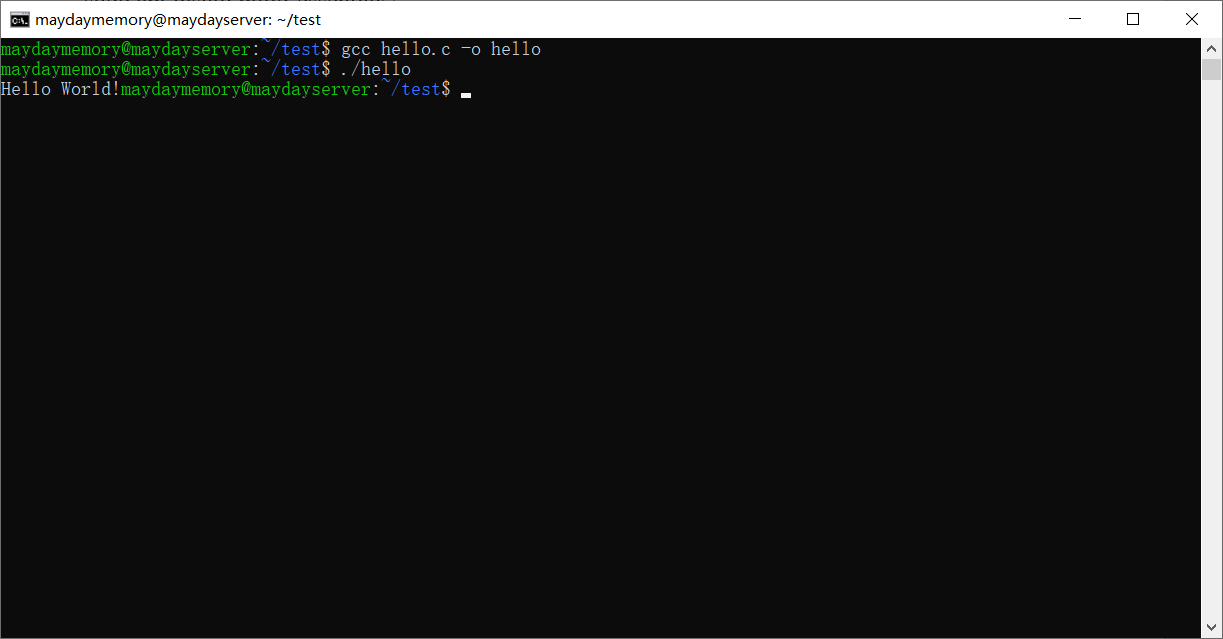 maydaymemory@maydayserver: ~/test
maydaymemory@maydayserver:~/test$ gcc hello.c -o hello
maydaymemory@maydayserver:~/test$ ./hello
Hello World!maydaymemory@maydayserver:~/test$